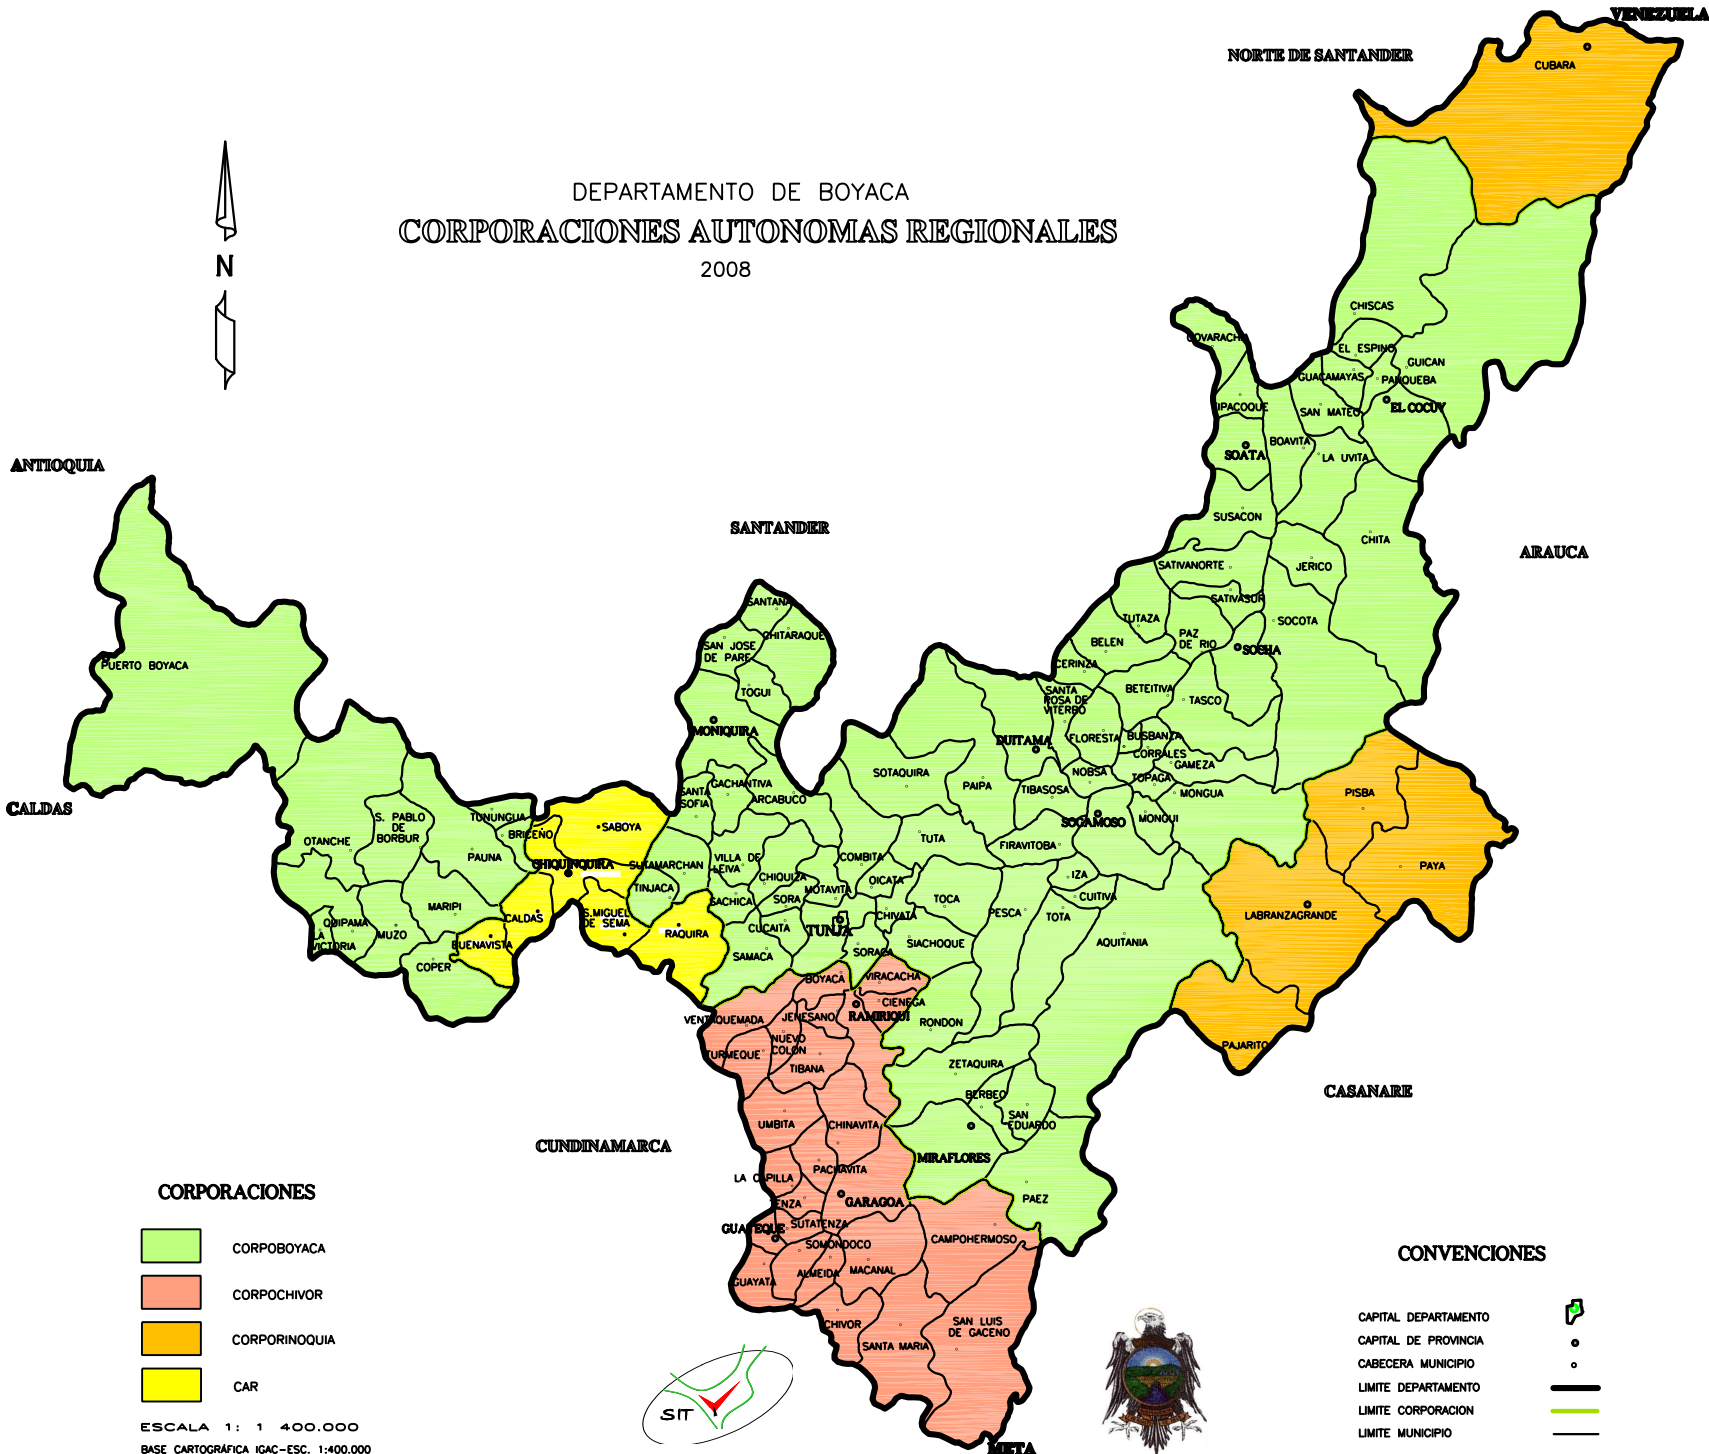 VENEZUELA
NORTE DE SANTANDER
CUBARA
DEPARTAMENTO DE BOYACA
CORPORACIONES AUTONOMAS REGIONALES
2008
N
CHISCAS
COVARACHIA
EL ESPINO
GUICAN
GUACAMAYAS
PANQUEBA
TIPACOQUE
SAN MATEO
EL COCUY
BOAVITA
SOATA
LA UVITA
ANTIOQUIA
SUSACON
SANTANDER
CHITA
ARAUCA
SATIVANORTE
JERICO
SANTANA
SATIVASUR
TUTAZA
SOCOTA
CHITARAQUE
SAN JOSE
DE PARE
BELEN
PAZ
DE RIO
SOCHA
PUERTO BOYACA
CERINZA
TOGUI
SANTA
ROSA DE
VITERBO
BETEITIVA
TASCO
MONIQUIRA
DUITAMA
FLORESTA
BUSBANZA
CORRALES
GAMEZA
SOTAQUIRA
NOBSA
TOPAGA
GACHANTIVA
PAIPA
TIBASOSA
MONGUA
PISBA
SANTA
SOFIA
ARCABUCO
CALDAS
S. PABLO
DE
BORBUR
TUNUNGUA
SABOYA
SOGAMOSO
MONGUI
BRICEÑO
OTANCHE
TUTA
FIRAVITOBA
PAUNA
CHIQUINQUIRA
SUTAMARCHAN
VILLA DE
LEIVA
COMBITA
PAYA
IZA
CHIQUIZA
OICATA
TINJACA
MOTAVITA
CUITIVA
SACHICA
SORA
TOCA
MARIPI
CALDAS
S.MIGUEL
DE SEMA
CHIVATA
PESCA
TOTA
LABRANZAGRANDE
QUIPAMA
LA
VICTORIA
MUZO
RAQUIRA
CUCAITA
TUNJA
BUENAVISTA
SIACHOQUE
AQUITANIA
SAMACA
SORACA
COPER
BOYACA
VIRACACHA
CIENEGA
VENTAQUEMADA
JENESANO
RAMIRIQUI
RONDON
NUEVO
COLON
TURMEQUE
PAJARITO
TIBANA
ZETAQUIRA
BERBEO
CASANARE
SAN
EDUARDO
UMBITA
CHINAVITA
CUNDINAMARCA
MIRAFLORES
PACHAVITA
LA CAPILLA
CORPORACIONES
PAEZ
TENZA
GARAGOA
GUATEQUE
SUTATENZA
CAMPOHERMOSO
CORPOBOYACA
SOMONDOCO
CONVENCIONES
ALMEIDA
MACANAL
GUAYATA
CORPOCHIVOR
CHIVOR
SAN LUIS
DE GACENO
CAPITAL DEPARTAMENTO
CORPORINOQUIA
SANTA MARIA
CAPITAL DE PROVINCIA
CABECERA MUNICIPIO
CAR
LIMITE DEPARTAMENTO
SIT
LIMITE CORPORACION
ESCALA 1: 1 400.000
LIMITE MUNICIPIO
BASE CARTOGRÁFICA IGAC-ESC. 1:400.000
META